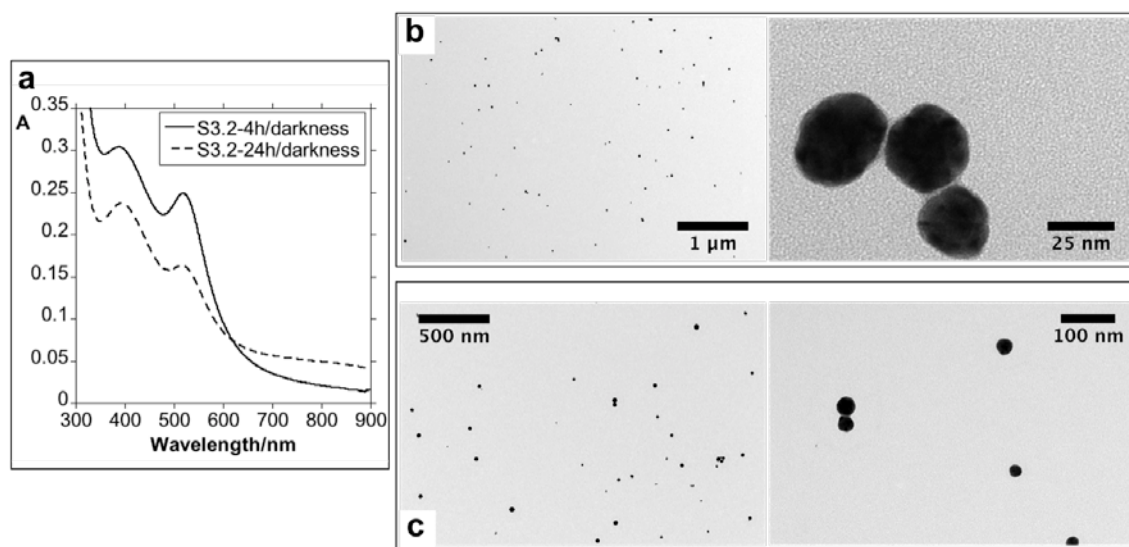 a
0.35
A
0.3
0.25
0.2
0.15
0.1
0.05
0
S3.2-4h/darkness
S3.2-24h/darkness
300 400 500 600 700 800 900
Wavelength/nm
b
1 µm
25 nm
500 nm
100 nm
c